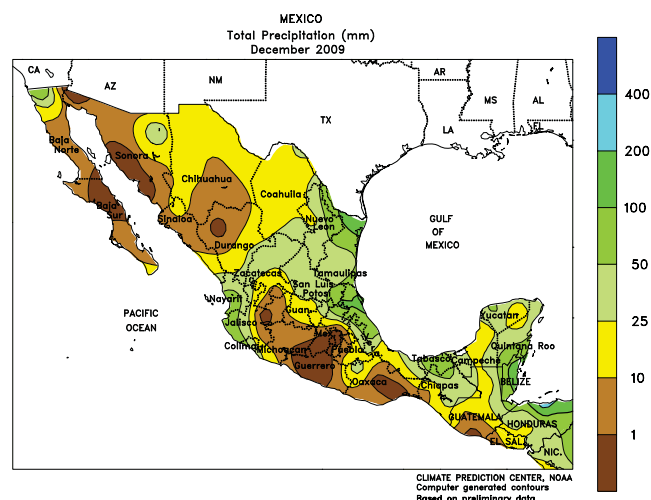 MEXICO
Total Precipitation (mm)
December 2009
CA
AZ
NM
TX
AR
MS
AL
LA
FL
Baja
Norte
Sonora
Chihuahua
Coahuila
Baja
Sur
Sinaloa
Nuevo
Leon
Durango
GULF
OF
MEXICO
Zacatecas
Tamaulipas
San Luis
Potos
Nayarit
Guan.
PACIFIC
OCEAN
Jalisco
Colima
Michoacan
Mex
Puebla
Guerrero
Oaxaca
Yucatan
Quintana Roo
Tabasco
Campeche
Chiapas
BELIZE
GUATEMALA
HONDURAS
EL SAL
NIC.
400
200
100
50
25
10
1
CLIMATE PREDICTION CENTER, NOAA
Computer generated contours
Based on preliminary data